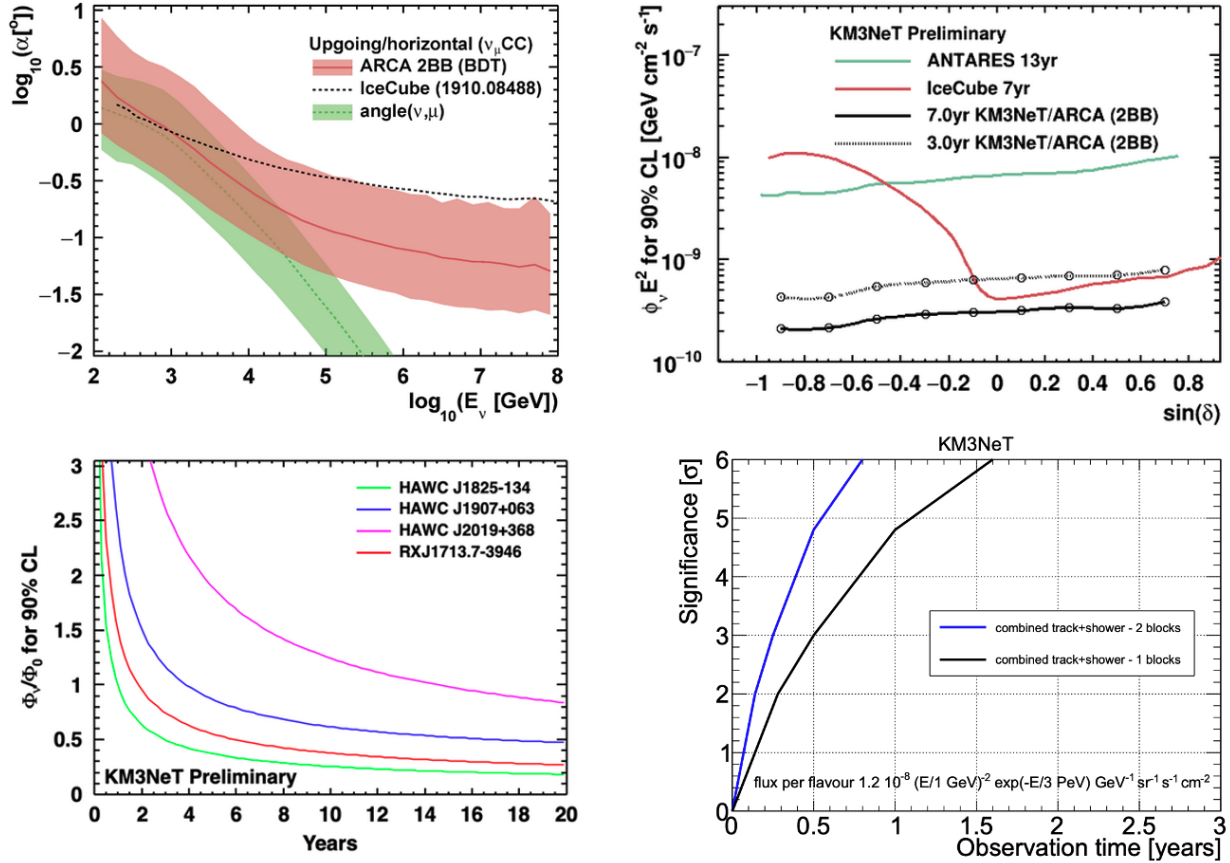 log₁₀(α[°])
1
0.5
0
−0.5
−1
−1.5
−2
Upgoing/horizontal (νμCC)
ARCA 2BB (BDT)
IceCube (1910.08488)
angle(ν,μ)
2 3 4 5 6 7 8
log₁₀(Eν [GeV])
ϕν E² for 90% CL [GeV cm⁻² s⁻¹]
10⁻⁷
10⁻⁸
10⁻⁹
10⁻¹⁰
KM3NeT Preliminary
ANTARES 13yr
IceCube 7yr
7.0yr KM3NeT/ARCA (2BB)
3.0yr KM3NeT/ARCA (2BB)
−1 −0.8 −0.6 −0.4 −0.2 0 0.2 0.4 0.6 0.8
sin(δ)
Φν/Φ₀ for 90% CL
3
2.5
2
1.5
1
0.5
0
HAWC J1825-134
HAWC J1907+063
HAWC J2019+368
RXJ1713.7-3946
KM3NeT Preliminary
0 2 4 6 8 10 12 14 16 18 20
Years
KM3NeT
Significance [σ]
6
5
4
3
2
1
0
combined track+shower - 2 blocks
combined track+shower - 1 blocks
flux per flavour 1.2 10⁻⁸ (E/1 GeV)⁻² exp(-E/3 PeV) GeV⁻¹ sr⁻¹ s⁻¹ cm⁻²
0 0.5 1 1.5 2 2.5 3
Observation time [years]